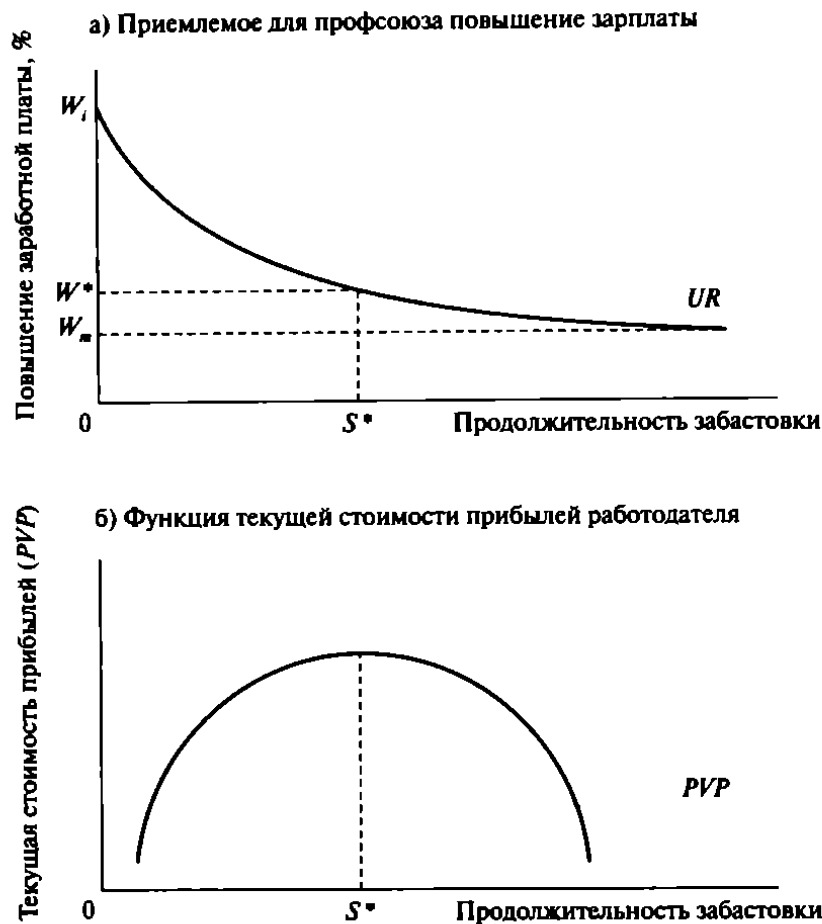 а) Приемлемое для профсоюза повышение зарплаты
Повышение заработной платы, %
W_i
W*
W_m
UR
0
S*
Продолжительность забастовки
б) Функция текущей стоимости прибылей работодателя
Текущая стоимость прибылей (PVP)
PVP
0
S*
Продолжительность забастовки